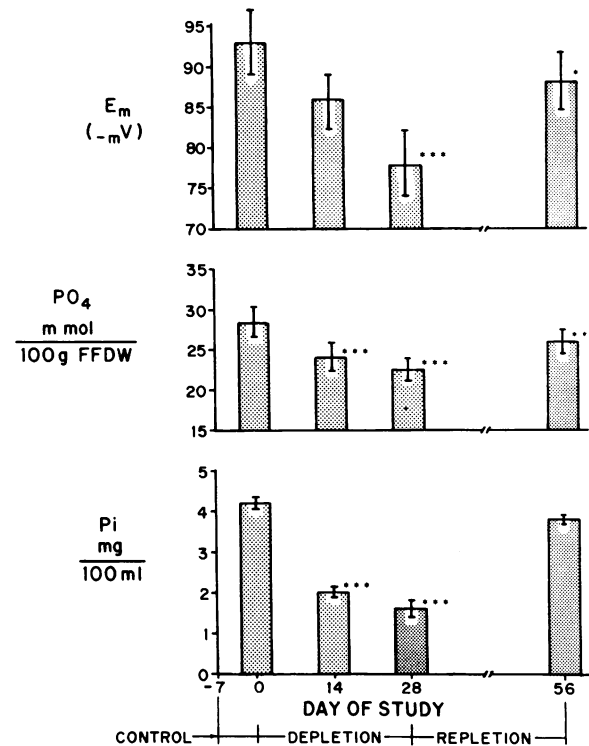 95
90
85
80
75
70
Em
(-mV)
***
*
35
30
25
20
15
PO4
m mol
100 g FFDW
***
***
**
5
4
3
2
1
0
Pi
mg
100 ml
***
***
-7 0 14 28 56
DAY OF STUDY
CONTROL DEPLETION REPLETION